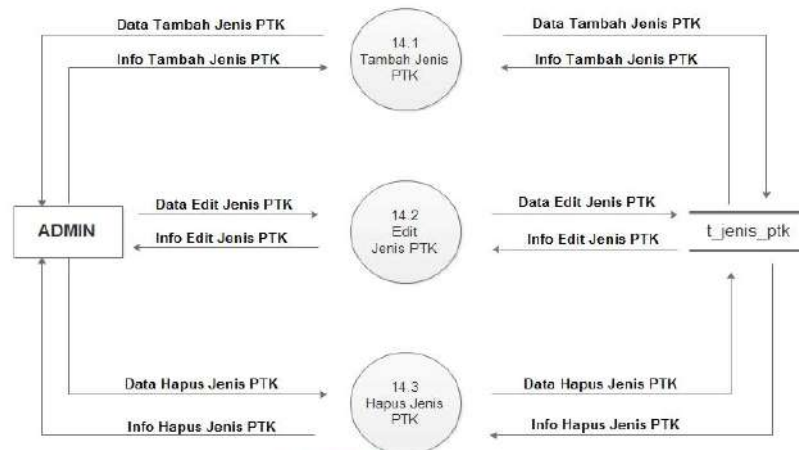 Data Tambah Jenis PTK
Info Tambah Jenis PTK
14.1
Tambah Jenis
PTK
Data Tambah Jenis PTK
Info Tambah Jenis PTK
ADMIN
Data Edit Jenis PTK
Info Edit Jenis PTK
14.2
Edit
Jenis PTK
Data Edit Jenis PTK
Info Edit Jenis PTK
t_jenis_ptk
Data Hapus Jenis PTK
Info Hapus Jenis PTK
14.3
Hapus Jenis
PTK
Data Hapus Jenis PTK
Info Hapus Jenis PTK